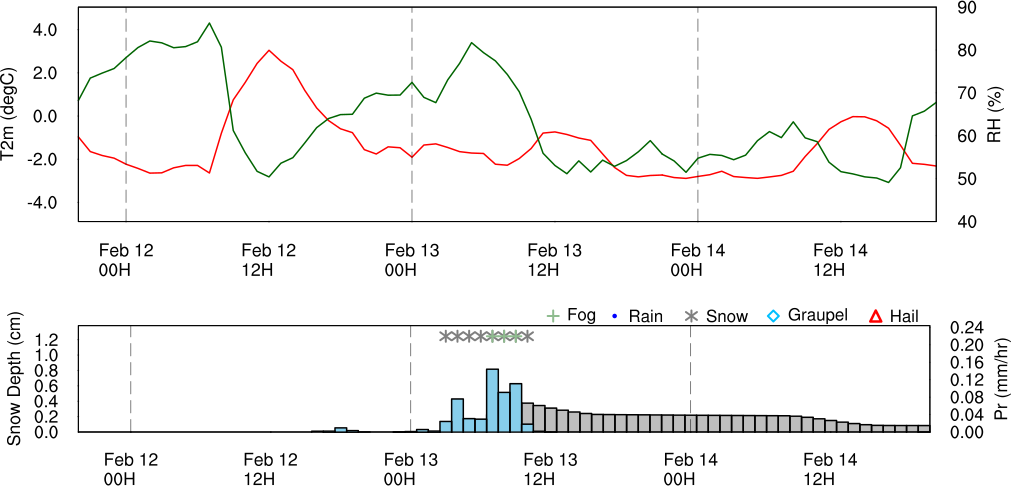 90
4.0
80
2.0
70
0.0
60
-2.0
50
-4.0
40
T2m (degC)
RH (%)
Feb 12 Feb 12 Feb 13 Feb 13 Feb 14 Feb 14
00H 12H 00H 12H 00H 12H
Fog Rain Snow Graupel Hail
1.2 0.24
1.0 0.20
0.8 0.16
0.6 0.12
0.4 0.08
0.2 0.04
0.0 0.00
Snow Depth (cm)
Pr (mm/hr)
Feb 12 Feb 12 Feb 13 Feb 13 Feb 14 Feb 14
00H 12H 00H 12H 00H 12H